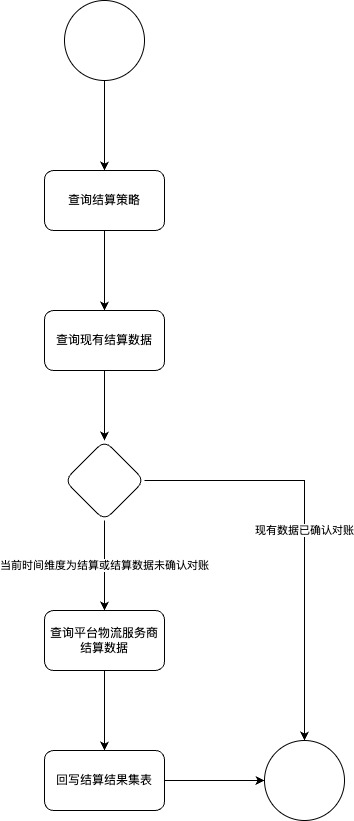 查询结算策略
查询现有结算数据
现有数据已确认对账
当前时间维度为结算或结算数据未确认对账
查询平台物流服务商
结算数据
回写结算结果集表